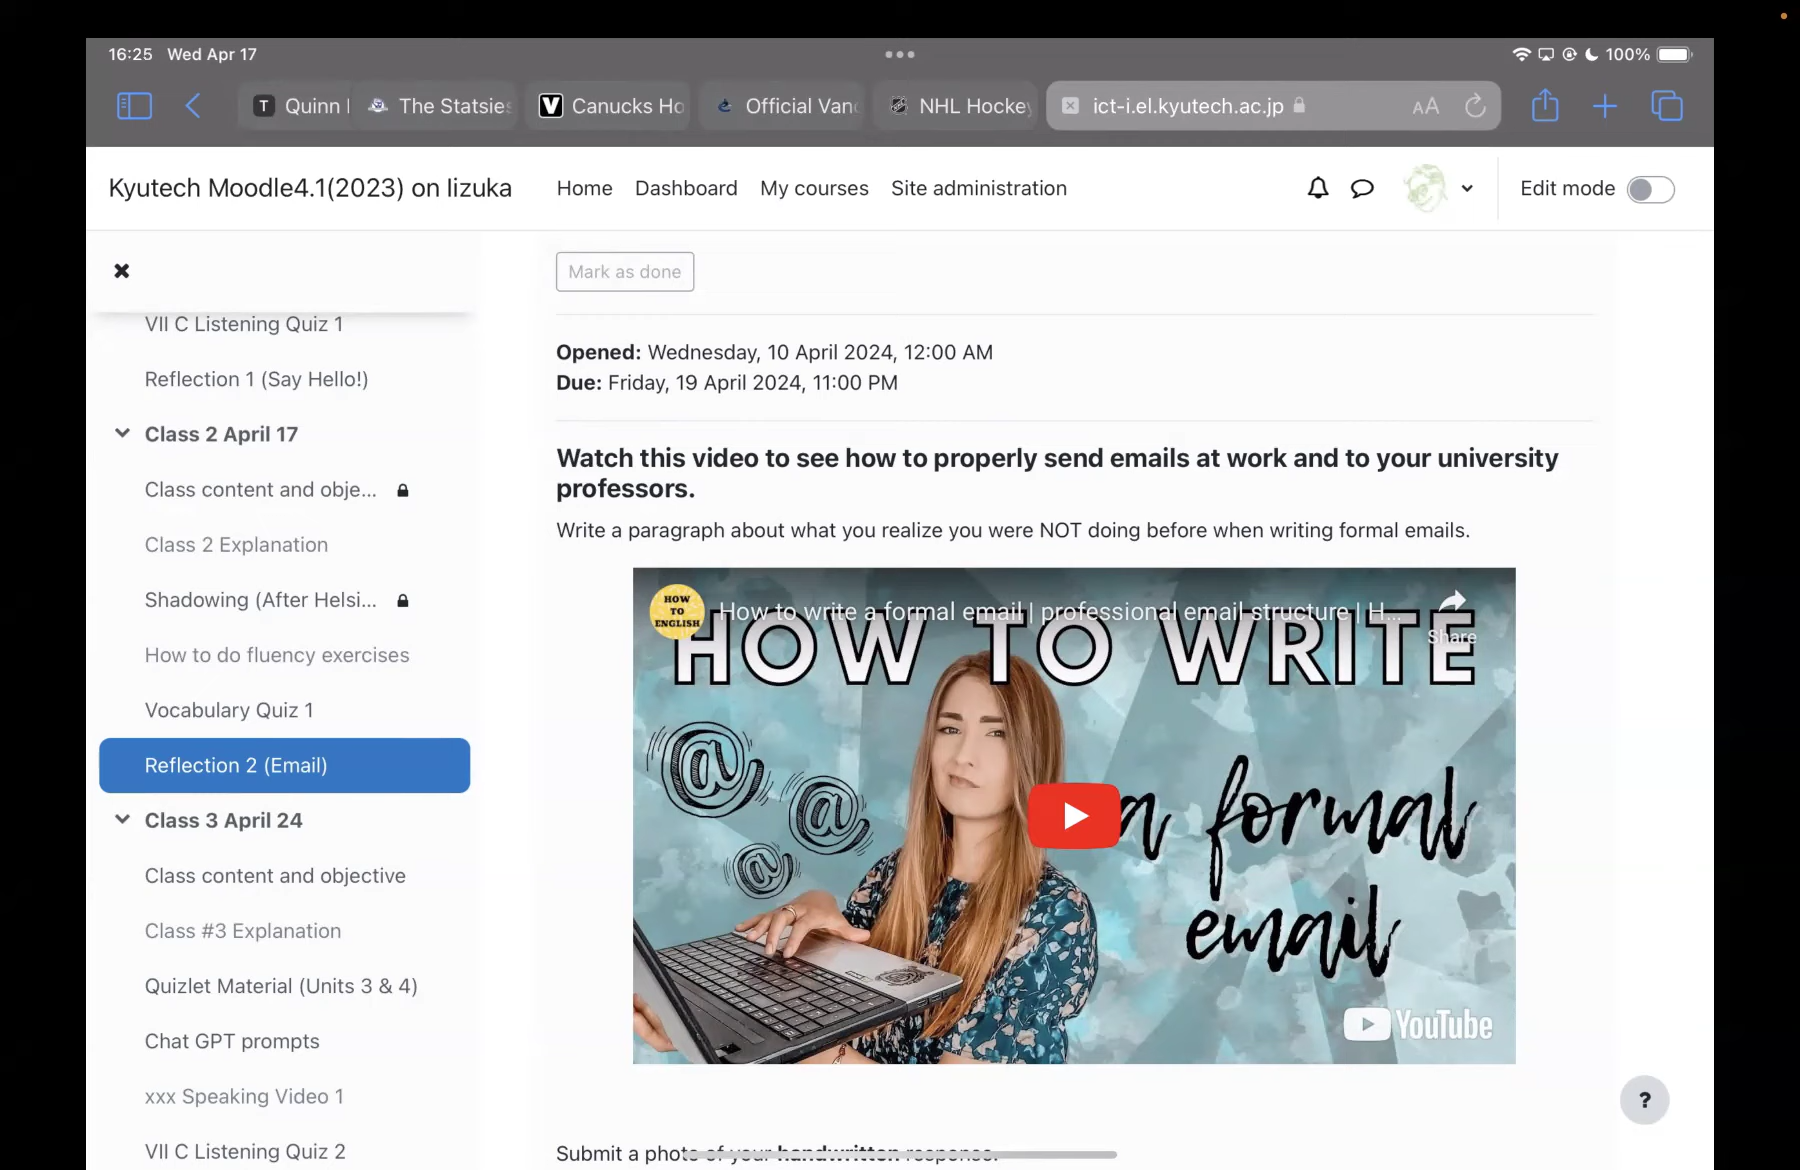 16:25 Wed Apr 17
100%
T Quinn
The Statsies
V Canucks Ho
Official Van
NHL Hockey
ict-i.el.kyutech.ac.jp
AA
Kyutech Moodle4.1(2023) on Iizuka
Home
Dashboard
My courses
Site administration
Edit mode
VII C Listening Quiz 1
Reflection 1 (Say Hello!)
Class 2 April 17
Class content and obje...
Class 2 Explanation
Shadowing (After Helsi...
How to do fluency exercises
Vocabulary Quiz 1
Reflection 2 (Email)
Class 3 April 24
Class content and objective
Class #3 Explanation
Quizlet Material (Units 3 & 4)
Chat GPT prompts
xxx Speaking Video 1
VII C Listening Quiz 2
Mark as done
Opened: Wednesday, 10 April 2024, 12:00 AM
Due: Friday, 19 April 2024, 11:00 PM
Watch this video to see how to properly send emails at work and to your university
professors.
Write a paragraph about what you realize you were NOT doing before when writing formal emails.
HOW
TO
ENGLISH
How to write a formal email | professional email structure | H...
Share
HOW TO WRITE
@
@
@
a formal
email
YouTube
?
Submit a photo of your handwritten response.